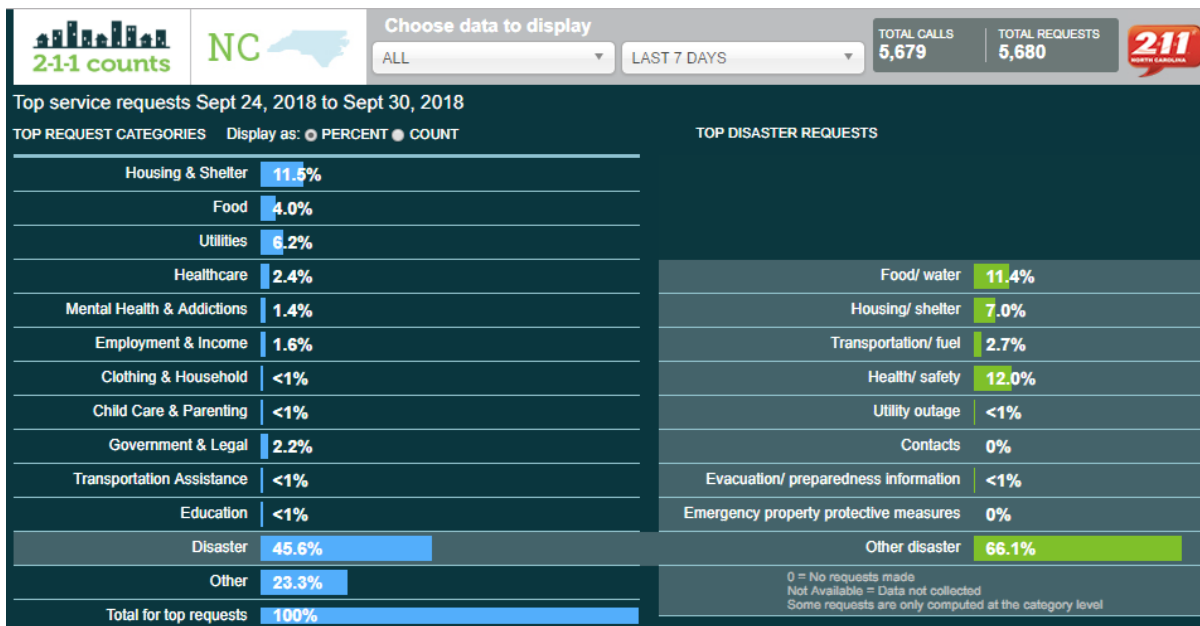 2-1-1 counts
NC
Choose data to display
ALL
LAST 7 DAYS
TOTAL CALLS
5,679
TOTAL REQUESTS
5,680
211
NORTH CAROLINA
Top service requests Sept 24, 2018 to Sept 30, 2018
TOP REQUEST CATEGORIES Display as: PERCENT COUNT
Housing & Shelter 11.5%
Food 4.0%
Utilities 6.2%
Healthcare 2.4%
Mental Health & Addictions 1.4%
Employment & Income 1.6%
Clothing & Household <1%
Child Care & Parenting <1%
Government & Legal 2.2%
Transportation Assistance <1%
Education <1%
Disaster 45.6%
Other 23.3%
Total for top requests 100%
TOP DISASTER REQUESTS
Food/ water 11.4%
Housing/ shelter 7.0%
Transportation/ fuel 2.7%
Health/ safety 12.0%
Utility outage <1%
Contacts 0%
Evacuation/ preparedness information <1%
Emergency property protective measures 0%
Other disaster 66.1%
0 = No requests made
Not Available = Data not collected
Some requests are only computed at the category level